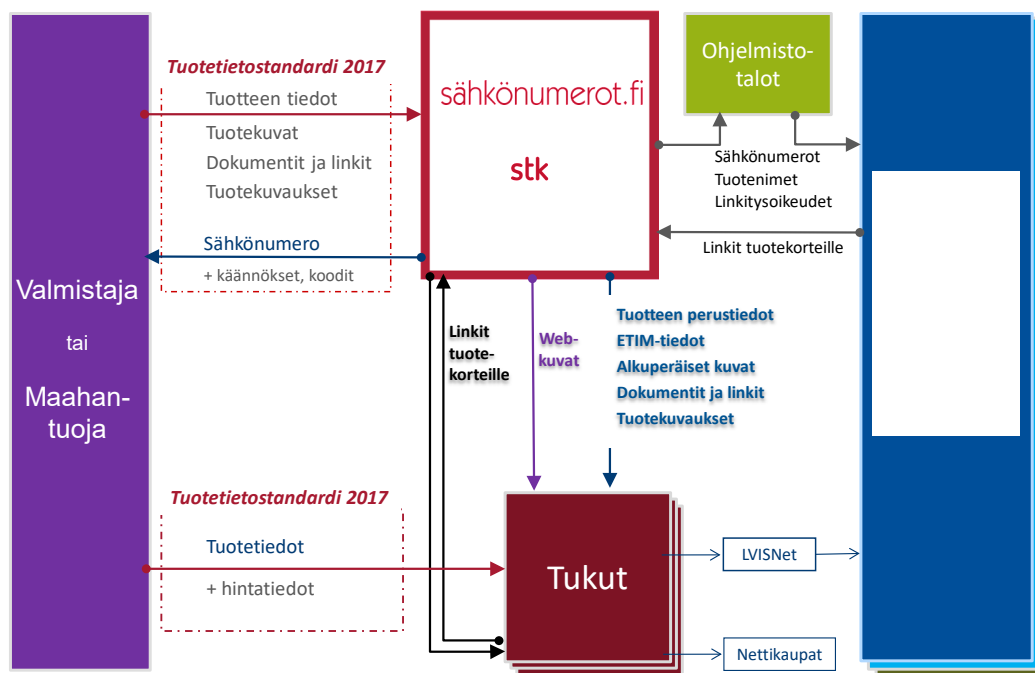 Valmistaja
tai
Maahan-
tuoja
Tuotetietostandardi 2017
Tuotteen tiedot
Tuotekuvat
Dokumentit ja linkit
Tuotekuvaukset
Sähkönumero
+ käännökset, koodit
sähkönumerot.fi
stk
Ohjelmisto-
talot
Sähkönumerot
Tuotenimet
Linkitysoikeudet
Linkit tuotekorteille
Linkit
tuote-
korteille
Web-
kuvat
Tuotteen perustiedot
ETIM-tiedot
Alkuperäiset kuvat
Dokumentit ja linkit
Tuotekuvaukset
Tuotetietostandardi 2017
Tuotetiedot
+ hintatiedot
Tukut
LVISNet
Nettikaupat